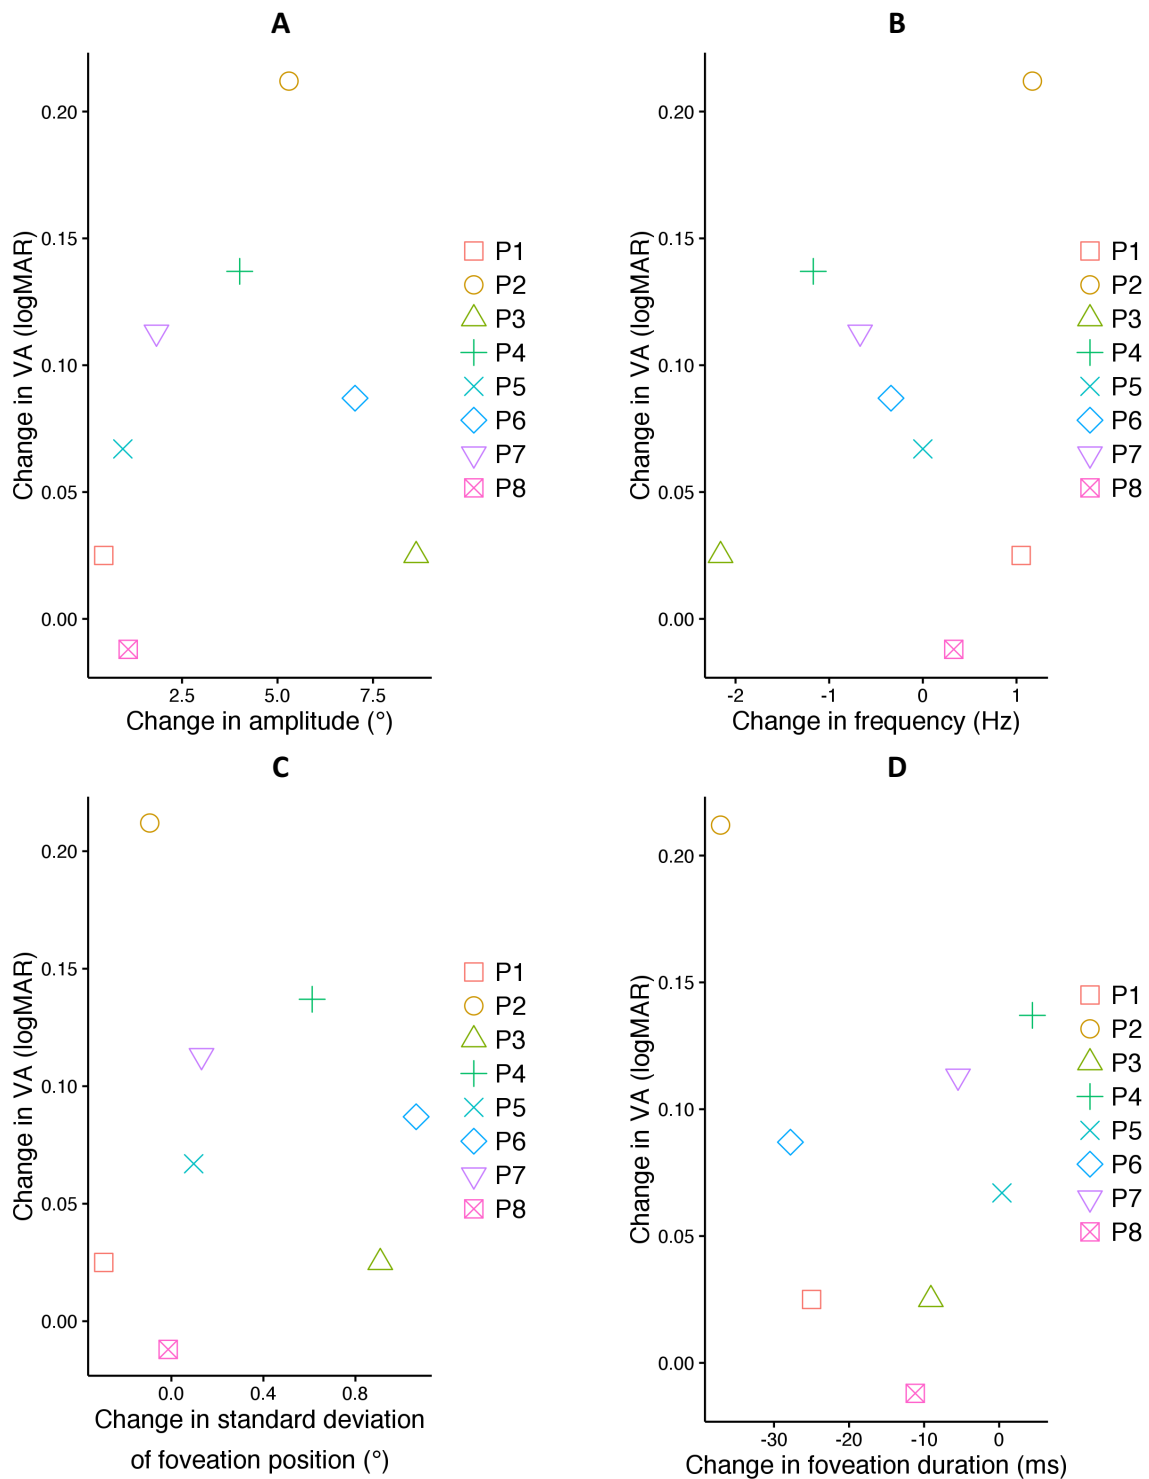 A
Change in VA (logMAR)
0.20
0.15
0.10
0.05
0.00
2.5 5.0 7.5
Change in amplitude (°)
P1
P2
P3
P4
P5
P6
P7
P8
B
Change in VA (logMAR)
0.20
0.15
0.10
0.05
0.00
-2 -1 0 1
Change in frequency (Hz)
P1
P2
P3
P4
P5
P6
P7
P8
C
Change in VA (logMAR)
0.20
0.15
0.10
0.05
0.00
0.0 0.4 0.8
Change in standard deviation
of foveation position (°)
P1
P2
P3
P4
P5
P6
P7
P8
D
Change in VA (logMAR)
0.20
0.15
0.10
0.05
0.00
-30 -20 -10 0
Change in foveation duration (ms)
P1
P2
P3
P4
P5
P6
P7
P8